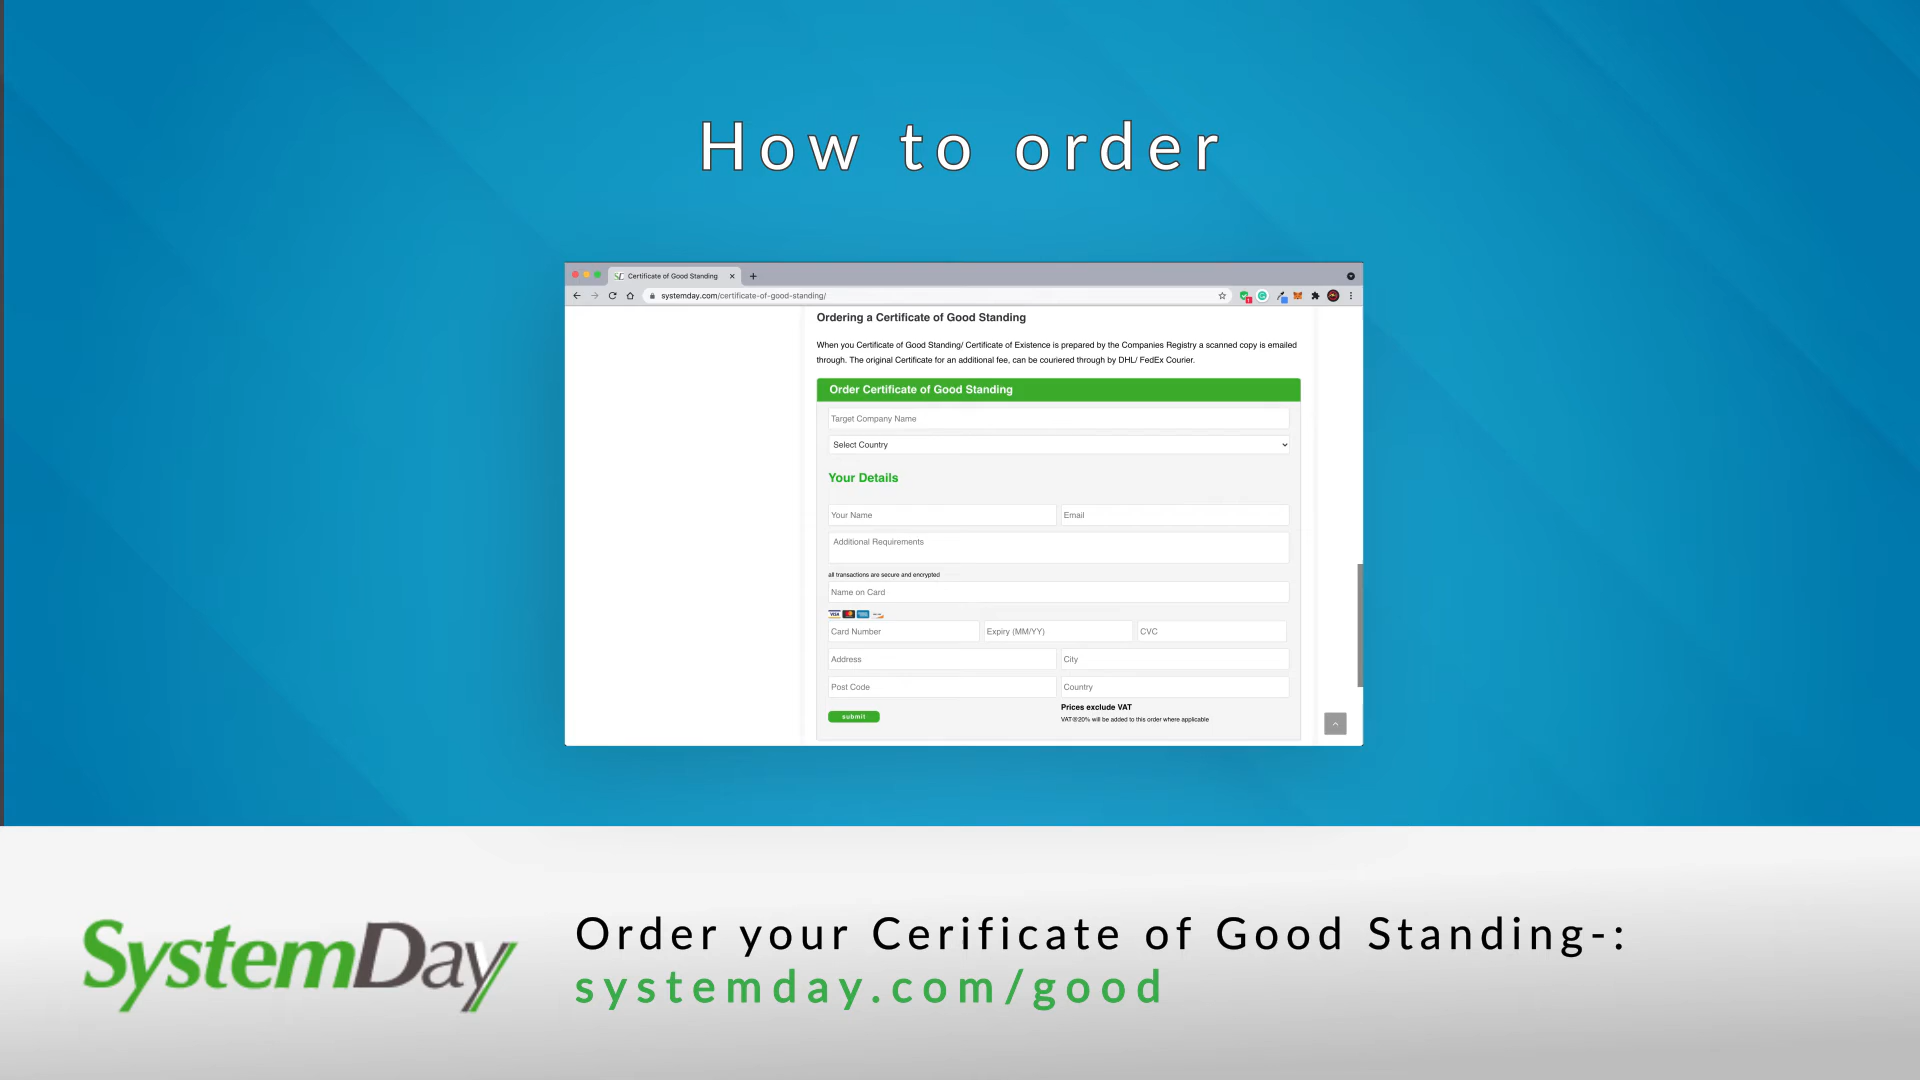 How to order
Certificate of Good Standing
systemday.com/certificate-of-good-standing/
Ordering a Certificate of Good Standing
When you Certificate of Good Standing/ Certificate of Existence is prepared by the Companies Registry a scanned copy is emailed
through. The original Certificate for an additional fee, can be couriered through by DHL/ FedEx Courier.
Order Certificate of Good Standing
Target Company Name
Select Country
Your Details
Your Name Email
Additional Requirements
all transactions are secure and encrypted
Name on Card
VISA
Card Number Expiry (MM/YY) CVC
Address City
Post Code Country
Prices exclude VAT
submit
VAT@20% will be added to this order where applicable
SystemDay
Order your Cerificate of Good Standing-:
systemday.com/good